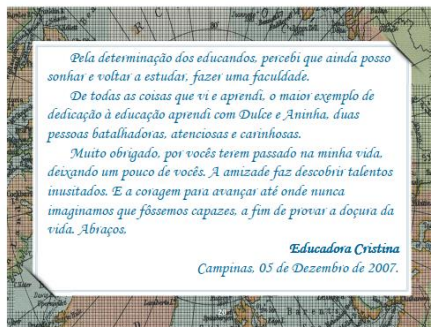 Pela determinação dos educandos, percebi que ainda posso
sonhar e voltar a estudar, fazer uma faculdade.
De todas as coisas que vi e aprendi, o maior exemplo de
dedicação à educação aprendi com Dulce e Aninha, duas
pessoas batalhadoras, atenciosas e carinhosas.
Muito obrigado, por vocês terem passado na minha vida,
deixando um pouco de vocês. A amizade faz descobrir talentos
inusitados. E a coragem para avançar até onde nunca
imaginamos que fôssemos capazes, a fim de provar a doçura da
vida. Abraços,
Educadora Cristina
Campinas, 05 de Dezembro de 2007.